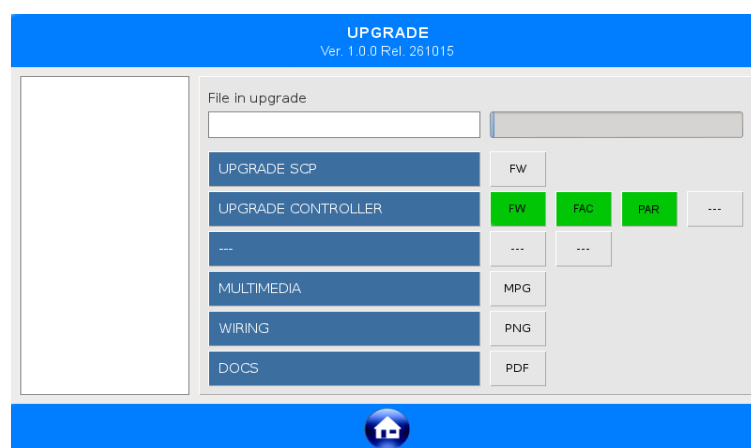 UPGRADE
Ver. 1.0.0 Rel. 261015
File in upgrade
UPGRADE SCP FW
UPGRADE CONTROLLER FW FAC PAR ---
--- --- ---
MULTIMEDIA MPG
WIRING PNG
DOCS PDF